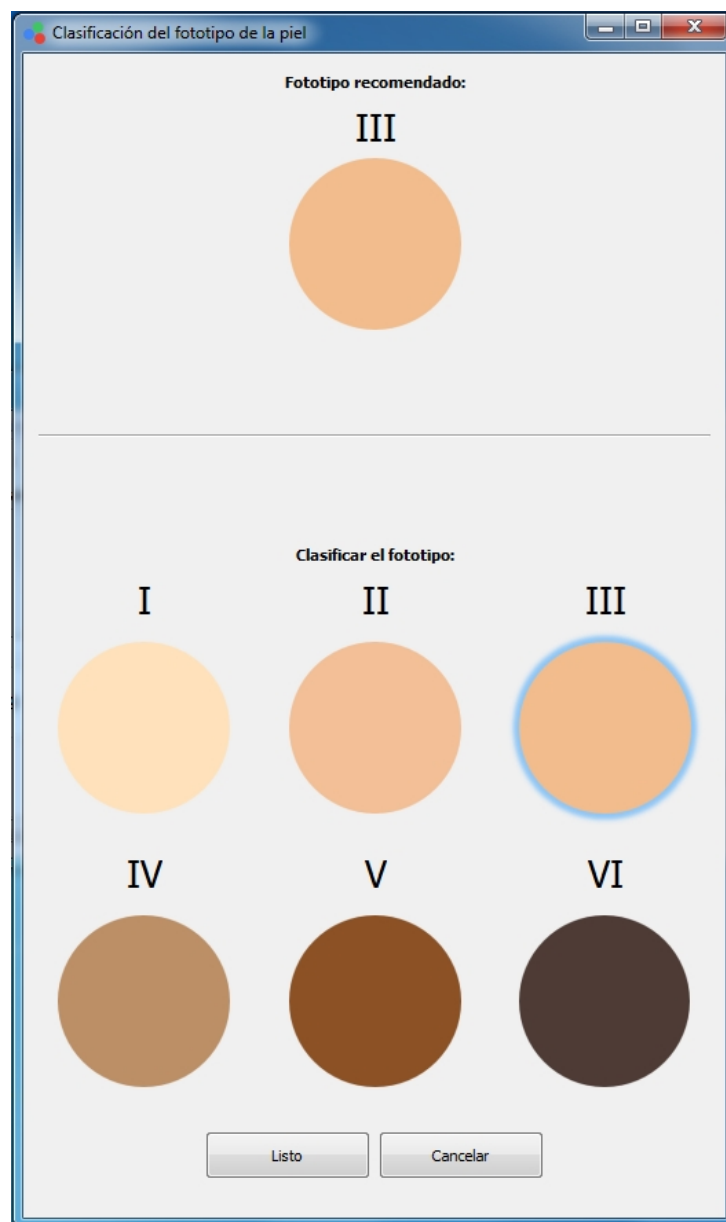 Clasificación del fototipo de la piel
Fototipo recomendado:
III
Clasificar el fototipo:
I II III
IV V VI
Listo Cancelar